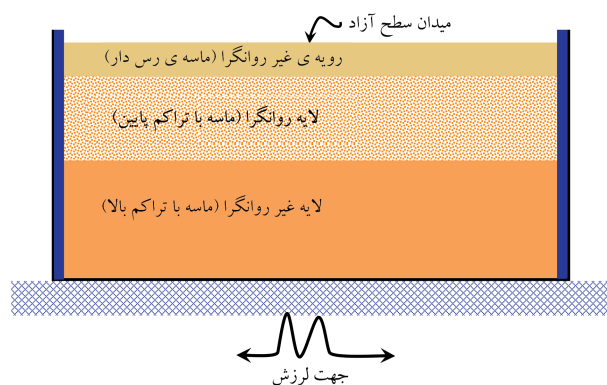 میدان سطح آزاد
رویه ی غیر روانگرا (ماسه ی رس دار)
لایه روانگرا (ماسه با تراکم پایین)
لایه غیر روانگرا (ماسه با تراکم بالا)
جهت لرزش